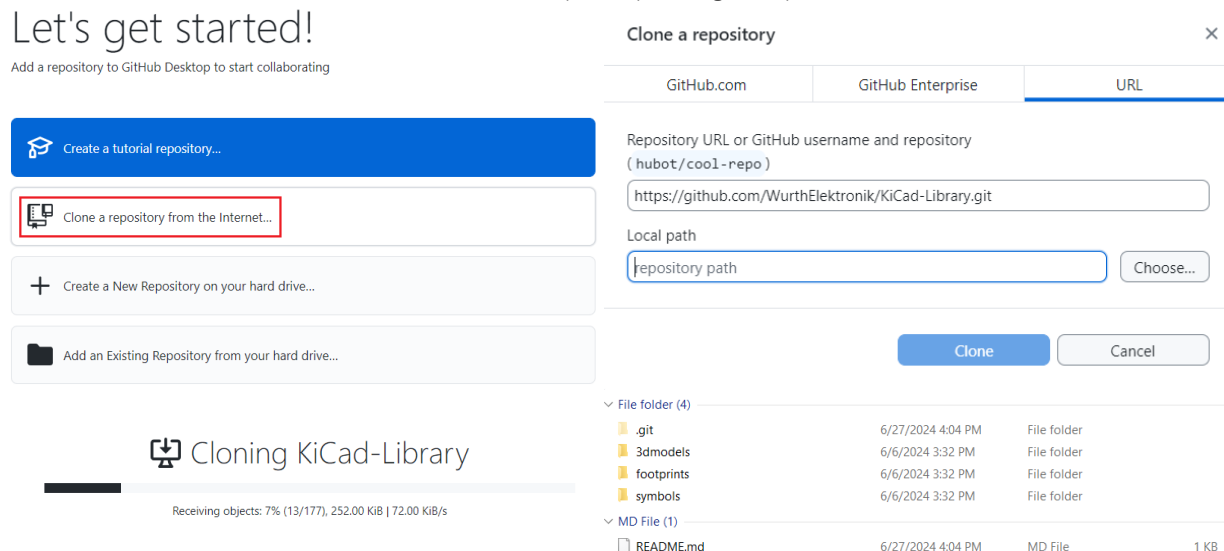 Let's get started!
Add a repository to GitHub Desktop to start collaborating
Create a tutorial repository...
Clone a repository from the Internet...
Create a New Repository on your hard drive...
Add an Existing Repository from your hard drive...
Cloning KiCad-Library
Receiving objects: 7% (13/177), 252.00 KiB | 72.00 KiB/s
Clone a repository
GitHub.com GitHub Enterprise URL
Repository URL or GitHub username and repository
(hubot/cool-repo)
https://github.com/WurthElektronik/KiCad-Library.git
Local path
repository path Choose...
Clone Cancel
File folder (4)
.git 6/27/2024 4:04 PM File folder
3dmodels 6/6/2024 3:32 PM File folder
footprints 6/6/2024 3:32 PM File folder
symbols 6/6/2024 3:32 PM File folder
MD File (1)
README.md 6/27/2024 4:04 PM MD File 1 KB